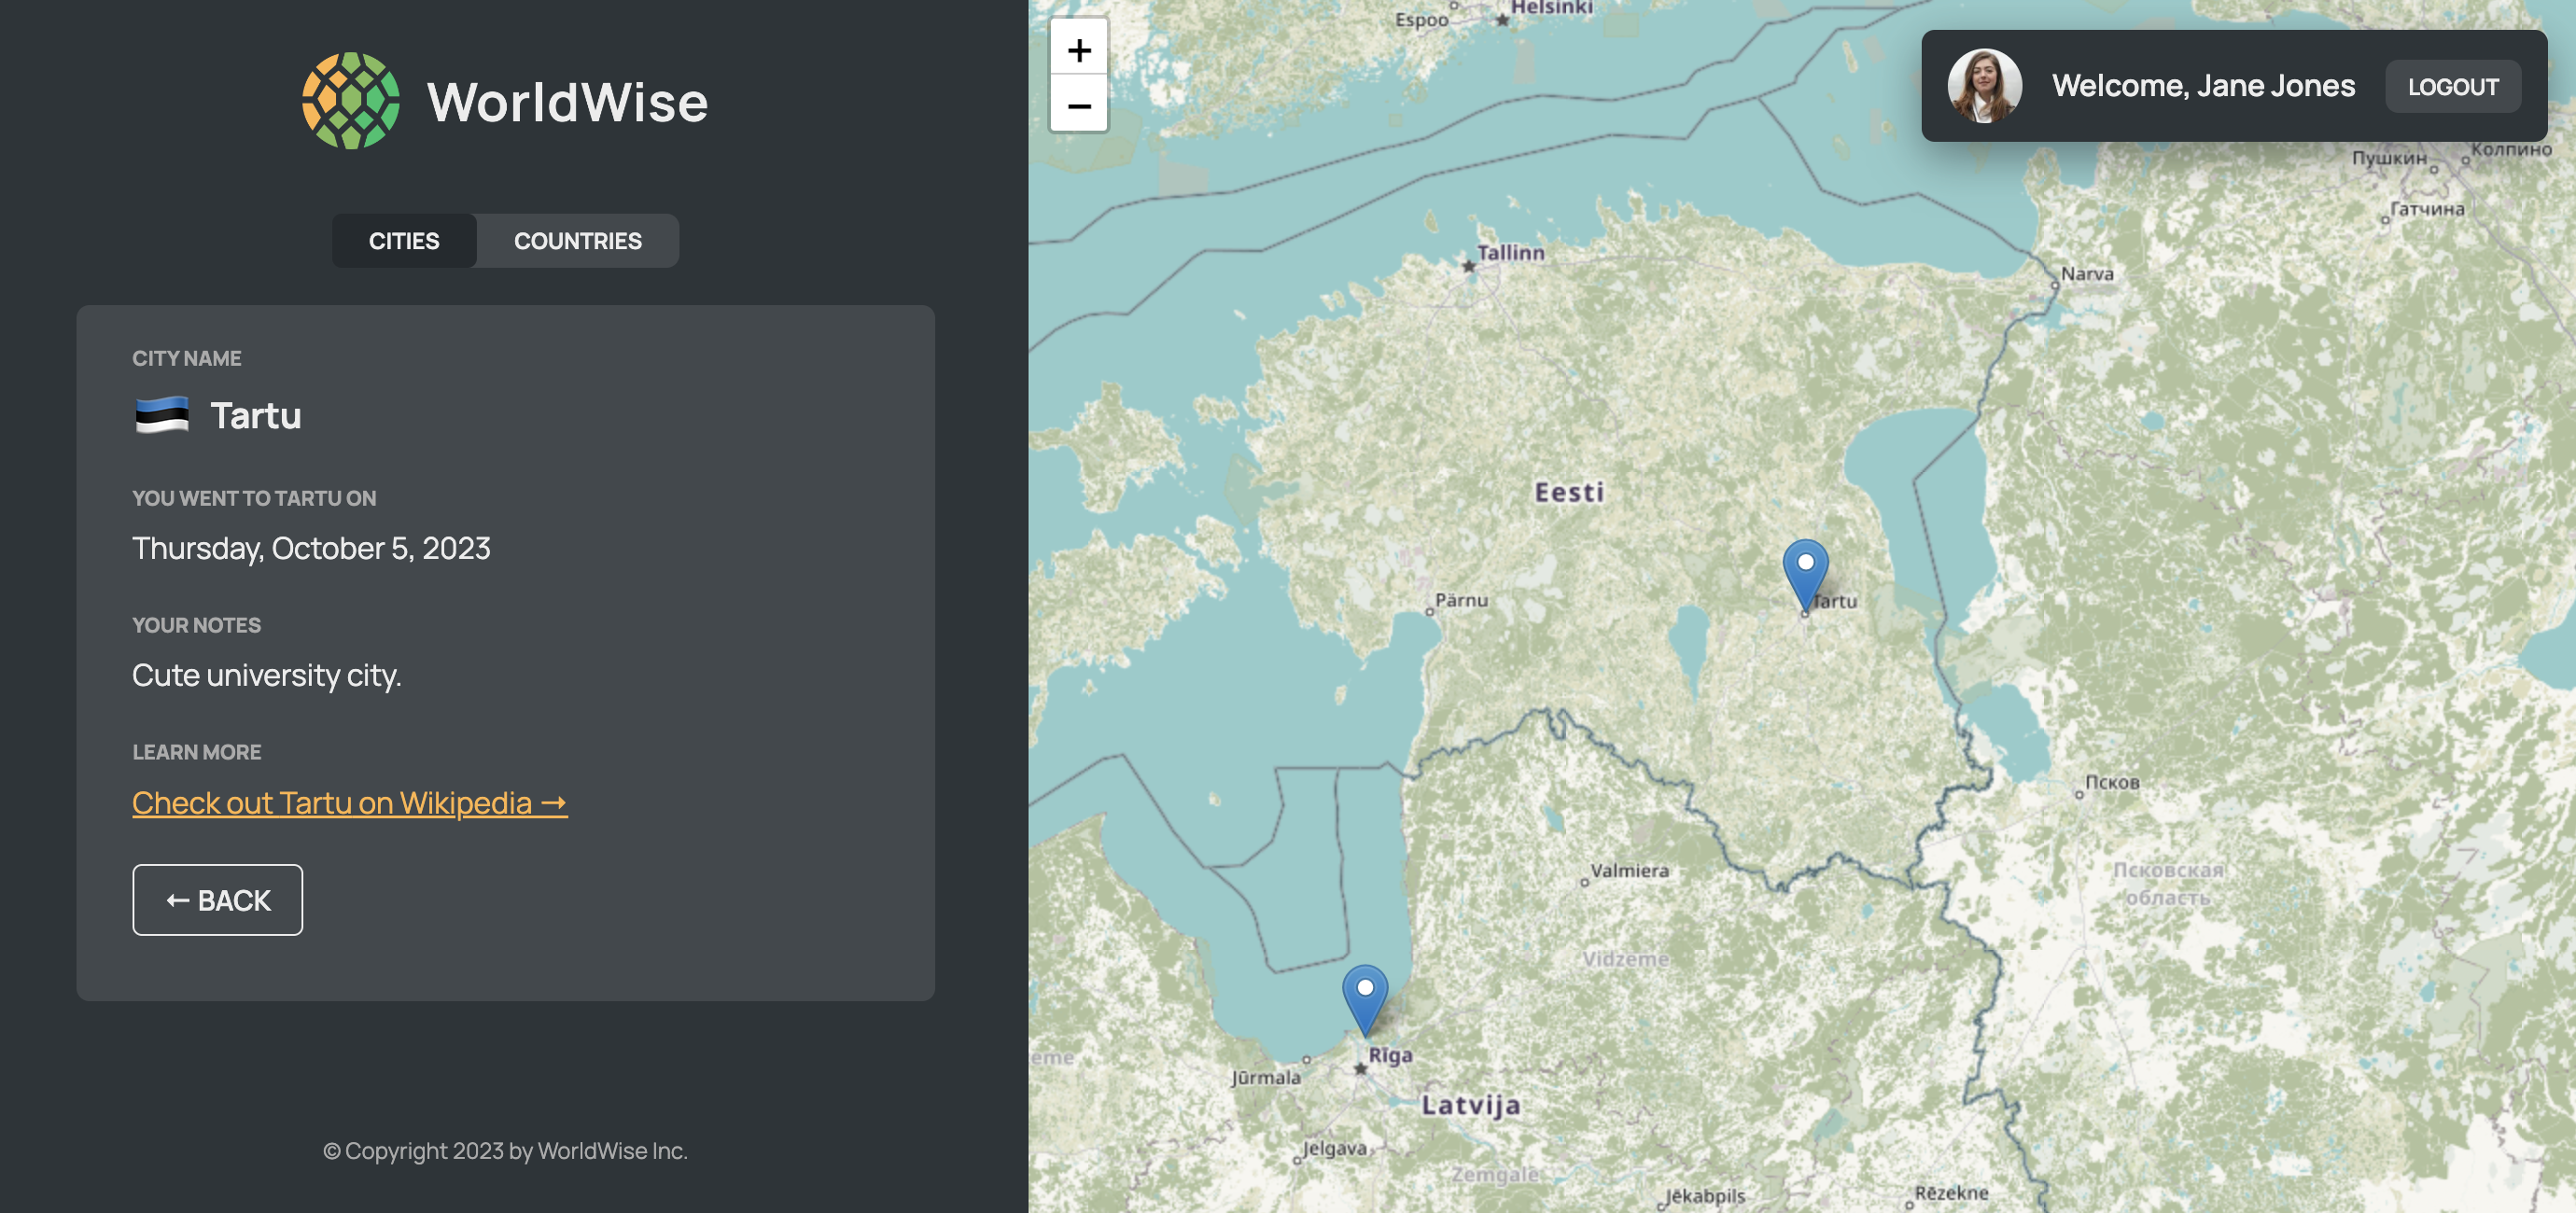 WorldWise
CITIES
COUNTRIES
CITY NAME
Tartu
YOU WENT TO TARTU ON
Thursday, October 5, 2023
YOUR NOTES
Cute university city.
LEARN MORE
Check out Tartu on Wikipedia →
← BACK
© Copyright 2023 by WorldWise Inc.
+
−
Welcome, Jane Jones
LOGOUT
Helsinki
Espoo
Колпино
Пушкин
Гатчина
Tallinn
Narva
Eesti
Pärnu
Tartu
Псков
Valmiera
Псковская
область
Vidzeme
Rīga
eme
Jūrmala
Latvija
Jelgava
Zemgale
Jēkabpils
Rēzekne